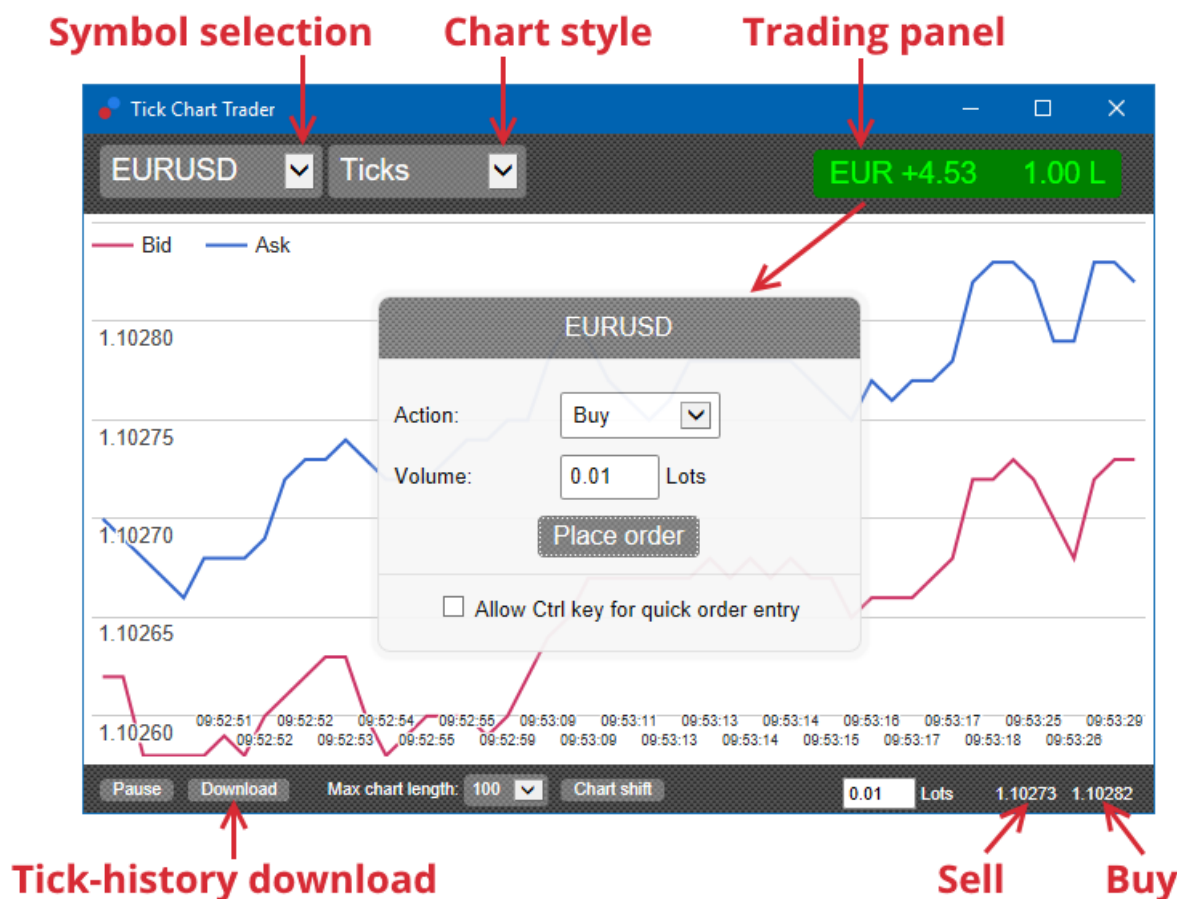 Symbol selection Chart style Trading panel
Tick Chart Trader
EURUSD Ticks EUR +4.53 1.00 L
Bid Ask
EURUSD
1.10280
Action: Buy
1.10275
Volume: 0.01 Lots
1.10270
Place order
Allow Ctrl key for quick order entry
1.10265
09:52:51 09:52:52 09:52:54 09:52:55 09:53:09 09:53:11 09:53:13 09:53:14 09:53:16 09:53:17 09:53:25 09:53:29
1.10260
09:52:52 09:52:53 09:52:55 09:52:59 09:53:09 09:53:13 09:53:14 09:53:15 09:53:17 09:53:18 09:53:26
Pause Download Max chart length: 100 Chart shift 0.01 Lots 1.10273 1.10282
Tick-history download Sell Buy